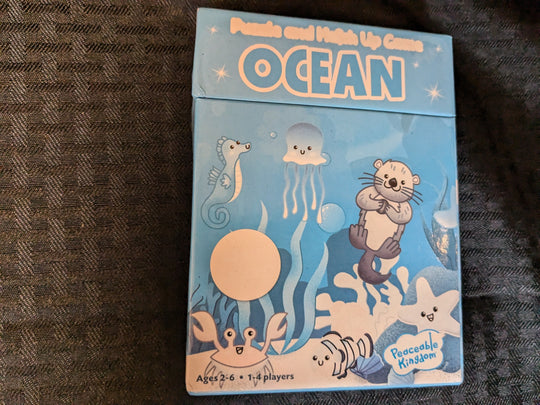 Puzzle and Match Up Game
OCEAN
Peaceable
Kingdom
Ages 2-6 • 1-4 players